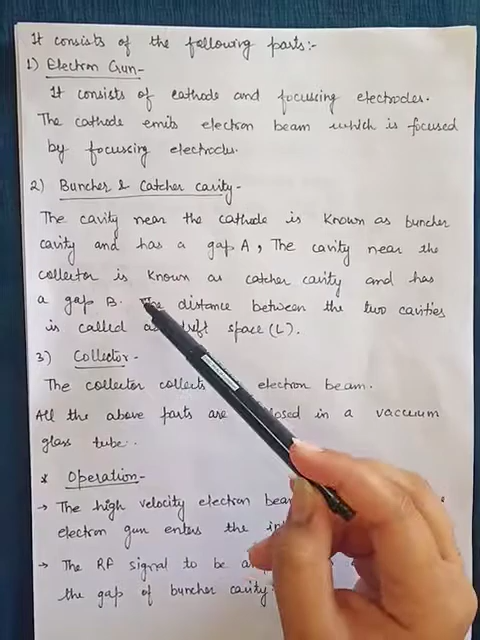 It consists of the following parts:-
1) Electron Gun-
It consists of cathode and focussing electrodes.
The cathode emits electron beam which is focused
by focussing electrodes.
2) Buncher & Catcher cavity-
The cavity near the cathode is known as buncher
cavity and has a gap A, The cavity near the
collector is known as catcher cavity and has
a gap B. The distance between the two cavities
is called as drift space (L).
3) Collector-
The collector collects electron beam.
All the above parts are in a vaccum
glass tube.
* Operation-
→ The high velocity electron
electron gun enters the
→ The RF signal to be
the gap of buncher cavity.